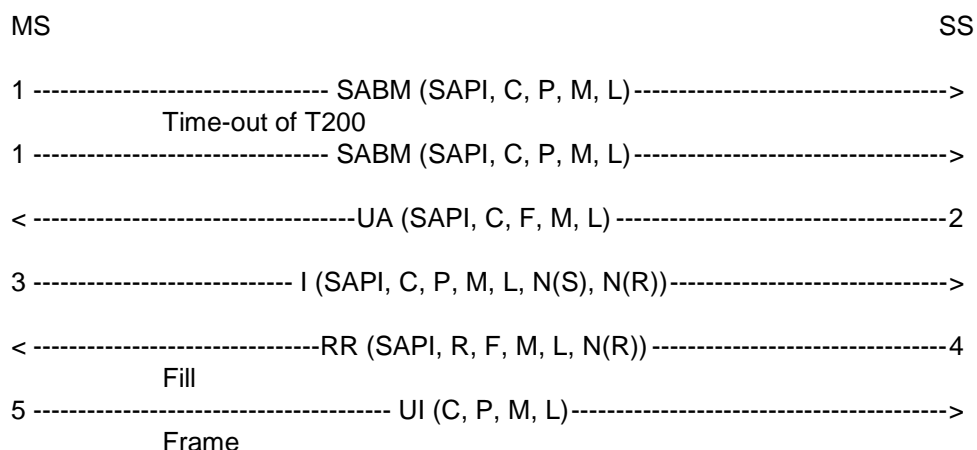 MS SS
1 --------------------------------- SABM (SAPI, C, P, M, L)----------------------------------->
Time-out of T200
1 --------------------------------- SABM (SAPI, C, P, M, L)----------------------------------->
< ------------------------------------UA (SAPI, C, F, M, L) -------------------------------------2
3 ----------------------------- I (SAPI, C, P, M, L, N(S), N(R))------------------------------->
< --------------------------------RR (SAPI, R, F, M, L, N(R)) ---------------------------------4
Fill
5 ---------------------------------------- UI (C, P, M, L)------------------------------------------>
Frame